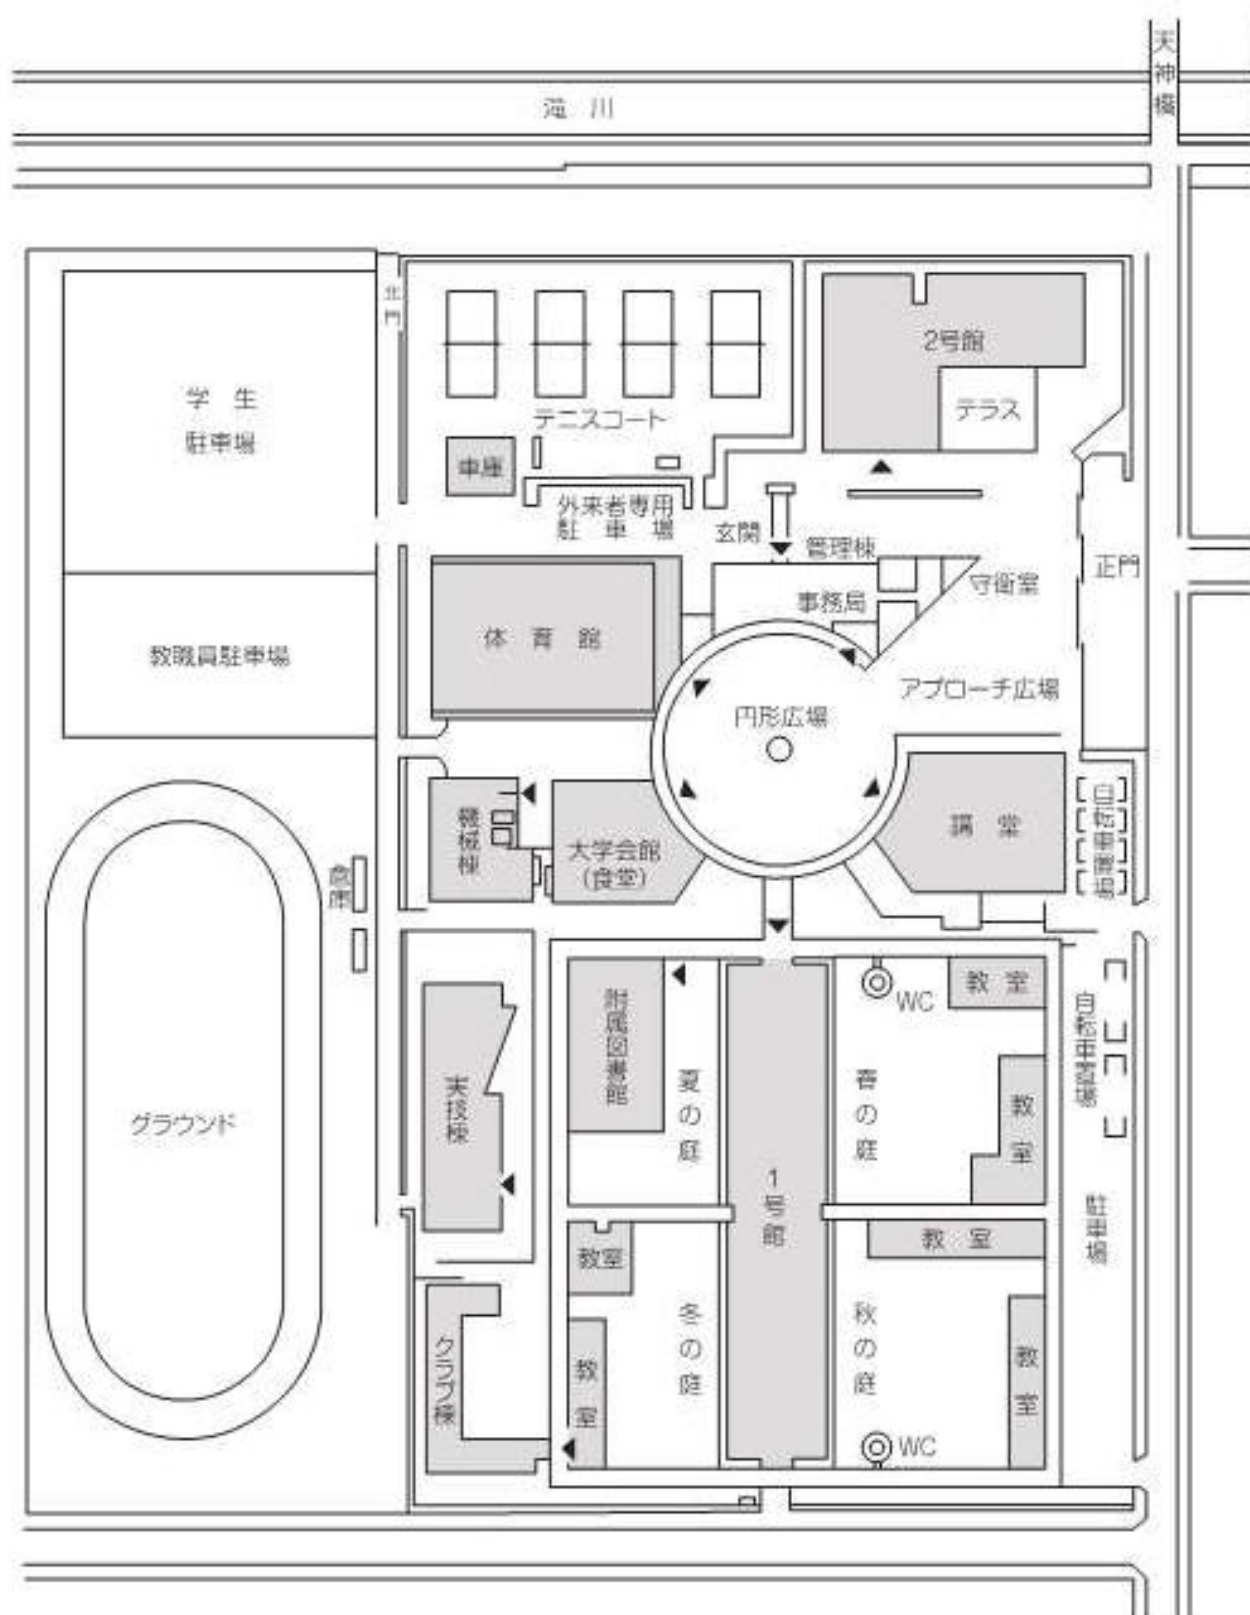 天神橋
滝川
北門
2号館
学生
駐車場
テラス
テニスコート
車庫
外来者専用
駐車場
玄関
管理棟
正門
守衛室
事務局
体育館
教職員駐車場
アプローチ広場
円形広場
自転車置場
講堂
機械棟
大学会館
(食堂)
倉庫
教室
WC
附属図書館
自転車置場
夏の庭
春の庭
実技棟
教室
グラウンド
1号館
駐車場
教室
教室
冬の庭
秋の庭
クラブ棟
教室
教室
WC